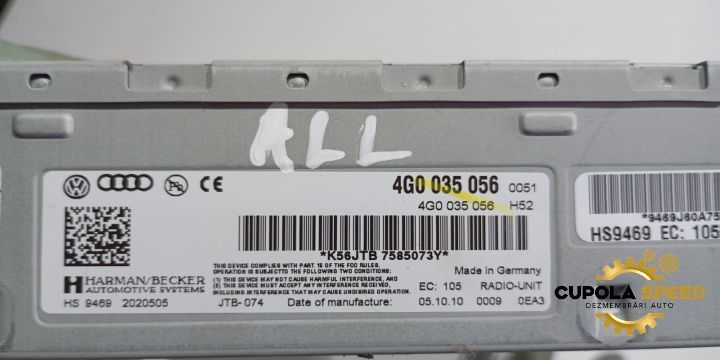 ALL
4G0 035 056 0051
4G0 035 056 H52
CE
*K56JTB 7585073Y*
THIS DEVICE COMPLIES WITH PART 15 OF THE FCC RULES.
OPERATION IS SUBJECTED TO THE FOLLOWING TWO CONDITIONS:
(1) THIS DEVICE MAY NOT CAUSE HARMFUL INTERFERENCE, AND
(2) THIS DEVICE MUST ACCEPT ANY INTERFERENCE RECEIVED,
INCLUDING INTERFERENCE THAT MAY CAUSE UNDESIRED OPERATION.
Made in Germany
EC: 105 RADIO-UNIT
HARMAN/BECKER
AUTOMOTIVE SYSTEMS
HS 9469 2020505
JTB-074 Date of manufacture: 05.10.10 0009 0EA3
*9469J60A75
HS9469 EC: 105
CUPOLA SPEED
DEZMEMBRĂRI AUTO